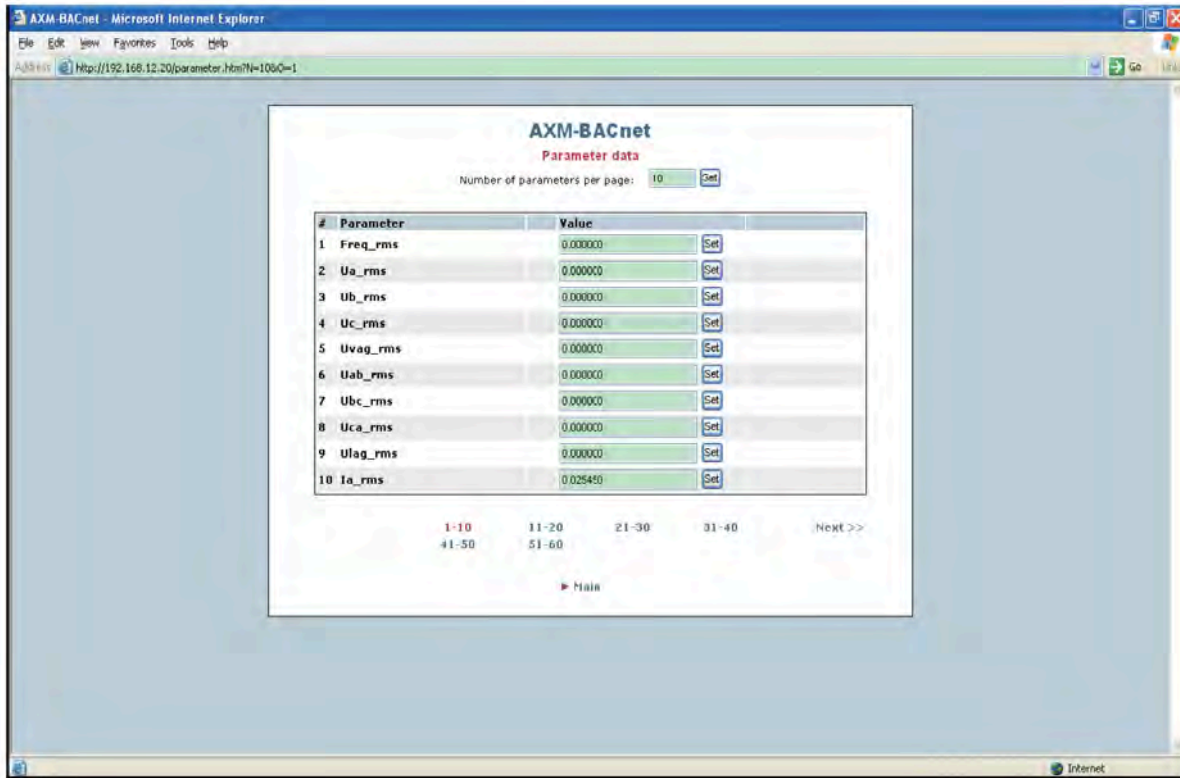 AXM-BACnet - Microsoft Internet Explorer
File Edit View Favorites Tools Help
Address http://192.168.12.20/parameter.htm?N=10&O=1 Go Links
AXM-BACnet
Parameter data
Number of parameters per page: 10 Set
# Parameter Value
1 Freq_rms 0.000000 Set
2 Ua_rms 0.000000 Set
3 Ub_rms 0.000000 Set
4 Uc_rms 0.000000 Set
5 Uvag_rms 0.000000 Set
6 Uab_rms 0.000000 Set
7 Ubc_rms 0.000000 Set
8 Uca_rms 0.000000 Set
9 Ulag_rms 0.000000 Set
10 Ia_rms Set
1-10 11-20 21-30 31-40 Next >>
41-50 51-60
Main
Internet